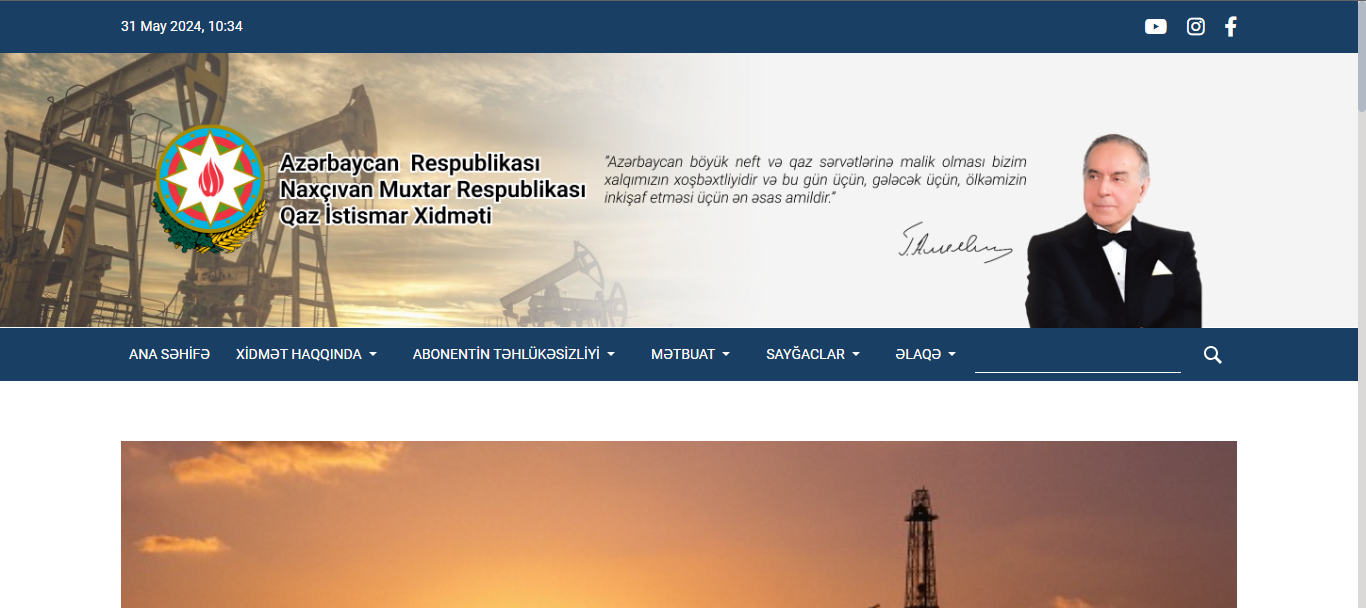 31 May 2024, 10:34
Azərbaycan Respublikası
Naxçıvan Muxtar Respublikası
Qaz İstismar Xidməti
"Azərbaycan böyük neft və qaz sərvətlərinə malik olması bizim
xalqımızın xoşbəxtliyidir və bu gün üçün, gələcək üçün, ölkəmizin
inkişaf etməsi üçün ən əsas amildir."
ANA SƏHİFƏ XİDMƏT HAQQINDA ABONENTİN TƏHLÜKƏSİZLİYİ MƏTBUAT SAYĞACLAR ƏLAQƏ